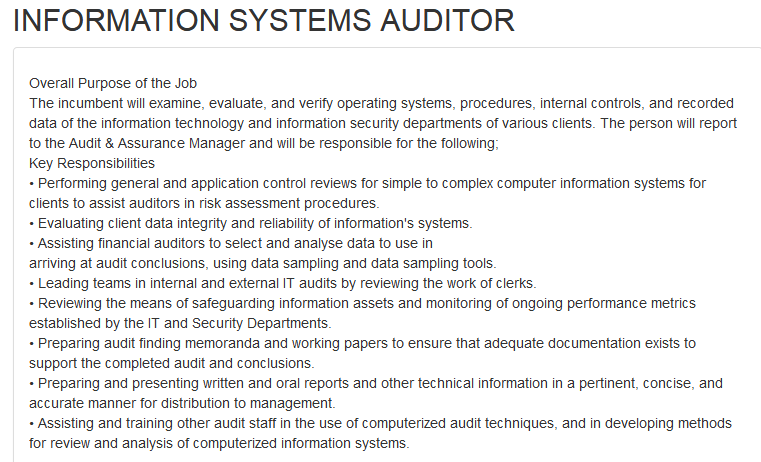 INFORMATION SYSTEMS AUDITOR
Overall Purpose of the Job
The incumbent will examine, evaluate, and verify operating systems, procedures, internal controls, and recorded
data of the information technology and information security departments of various clients. The person will report
to the Audit & Assurance Manager and will be responsible for the following;
Key Responsibilities
• Performing general and application control reviews for simple to complex computer information systems for
clients to assist auditors in risk assessment procedures.
• Evaluating client data integrity and reliability of information's systems.
• Assisting financial auditors to select and analyse data to use in
arriving at audit conclusions, using data sampling and data sampling tools.
• Leading teams in internal and external IT audits by reviewing the work of clerks.
• Reviewing the means of safeguarding information assets and monitoring of ongoing performance metrics
established by the IT and Security Departments.
• Preparing audit finding memoranda and working papers to ensure that adequate documentation exists to
support the completed audit and conclusions.
• Preparing and presenting written and oral reports and other technical information in a pertinent, concise, and
accurate manner for distribution to management.
• Assisting and training other audit staff in the use of computerized audit techniques, and in developing methods
for review and analysis of computerized information systems.